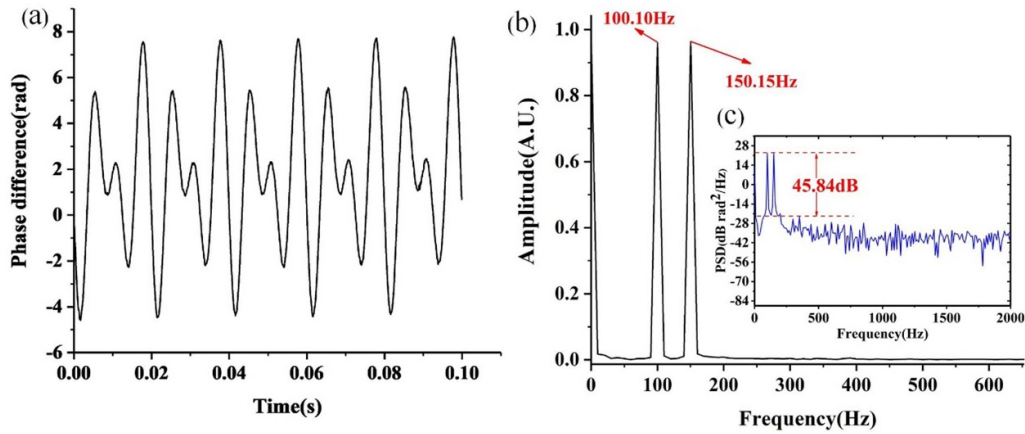 (a)
Phase difference(rad)
8
6
4
2
0
-2
-4
-6
0.00 0.02 0.04 0.06 0.08 0.10
Time(s)
(b)
100.10Hz
150.15Hz
Amplitude(A.U.)
1.0
0.8
0.6
0.4
0.2
0.0
0 100 200 300 400 500 600
Frequency(Hz)
(c)
45.84dB
PSD(dB rad²/Hz)
28
14
0
-14
-28
-42
-56
-70
-84
0 500 1000 1500 2000
Frequency(Hz)